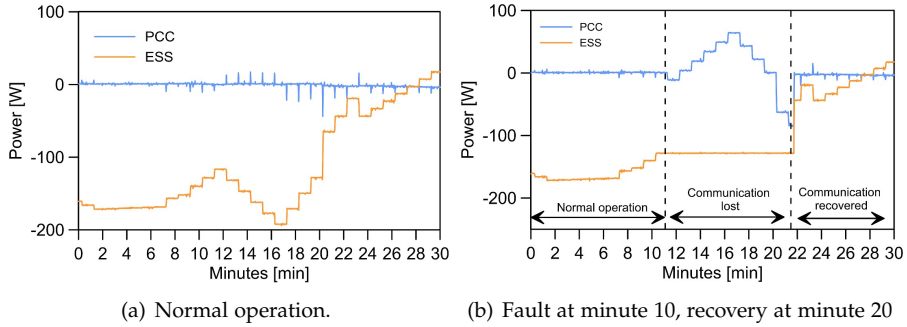 100
0
-100
-200
Power [W]
PCC
ESS
0 2 4 6 8 10 12 14 16 18 20 22 24 26 28 30
Minutes [min]
(a) Normal operation.
100
0
-100
-200
Power [W]
PCC
ESS
Normal operation
Communication
lost
Communication
recovered
0 2 4 6 8 10 12 14 16 18 20 22 24 26 28 30
Minutes [min]
(b) Fault at minute 10, recovery at minute 20